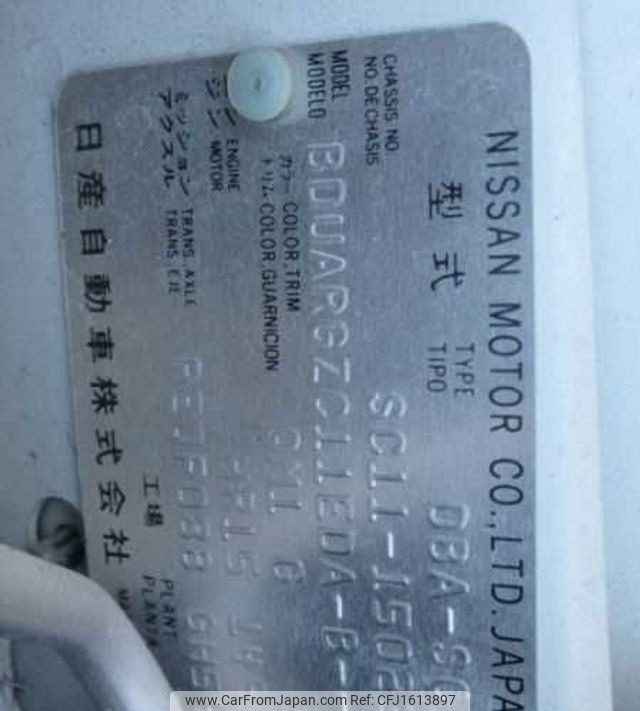 NISSAN MOTOR CO.,LTD. JAPA
型式 TYPE
TIPO DBA-SC
CHASSIS NO
NO. DE CHASIS SC11-1502
MODEL
MODELO BDUARGZC11EDA-B-
カラー COLOR, TRIM
トリム COLOR, GUARNICION
エンジン ENGINE
MOTOR HR15
ミッション TRANS., AXLE
アクスル TRANS., EJE
工場 PLANT
PLANTA
日産自動車株式会社
www.CarFromJapan.com Ref:CFJ1613897